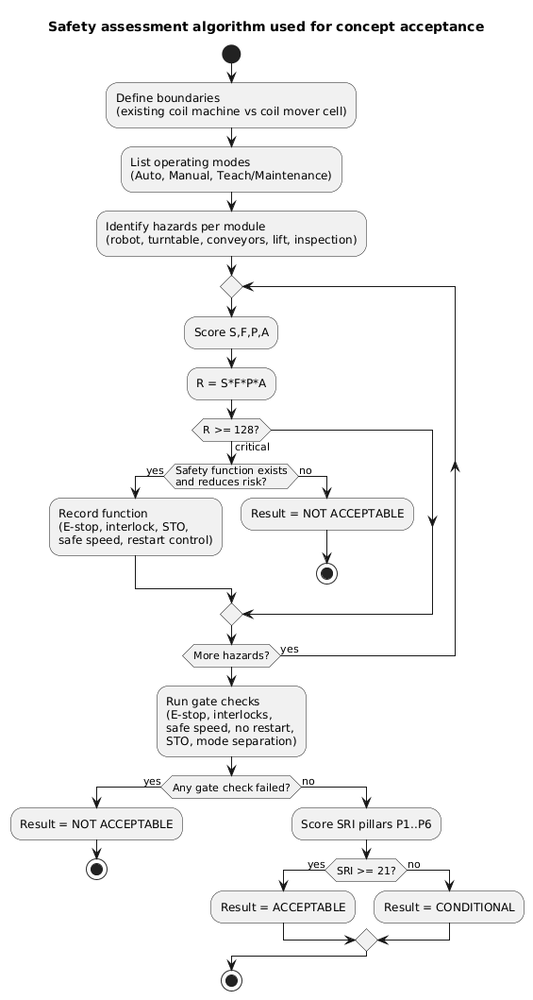 Safety assessment algorithm used for concept acceptance
Define boundaries
(existing coil machine vs coil mover cell)
List operating modes
(Auto, Manual, Teach/Maintenance)
Identify hazards per module
(robot, turntable, conveyors, lift, inspection)
Score S,F,P,A
R = S*F*P*A
R >= 128?
critical
yes
Safety function exists
and reduces risk?
no
Record function
(E-stop, interlock, STO,
safe speed, restart control)
Result = NOT ACCEPTABLE
More hazards?
yes
Run gate checks
(E-stop, interlocks,
safe speed, no restart,
STO, mode separation)
yes
Any gate check failed?
no
Result = NOT ACCEPTABLE
Score SRI pillars P1..P6
yes
SRI >= 21?
no
Result = ACCEPTABLE
Result = CONDITIONAL